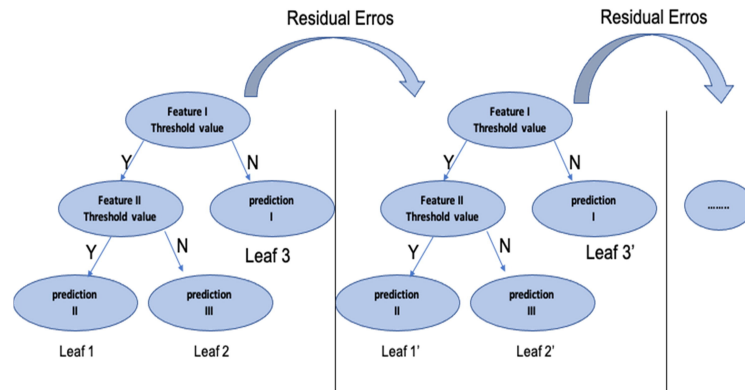 Residual Erros
Residual Erros
Feature I
Threshold value
Y
N
Feature II
Threshold value
prediction
I
Y
N
Leaf 3
prediction
II
prediction
III
Leaf 1
Leaf 2
Feature I
Threshold value
Y
N
Feature II
Threshold value
prediction
I
Y
N
Leaf 3'
prediction
II
prediction
III
Leaf 1'
Leaf 2'
........